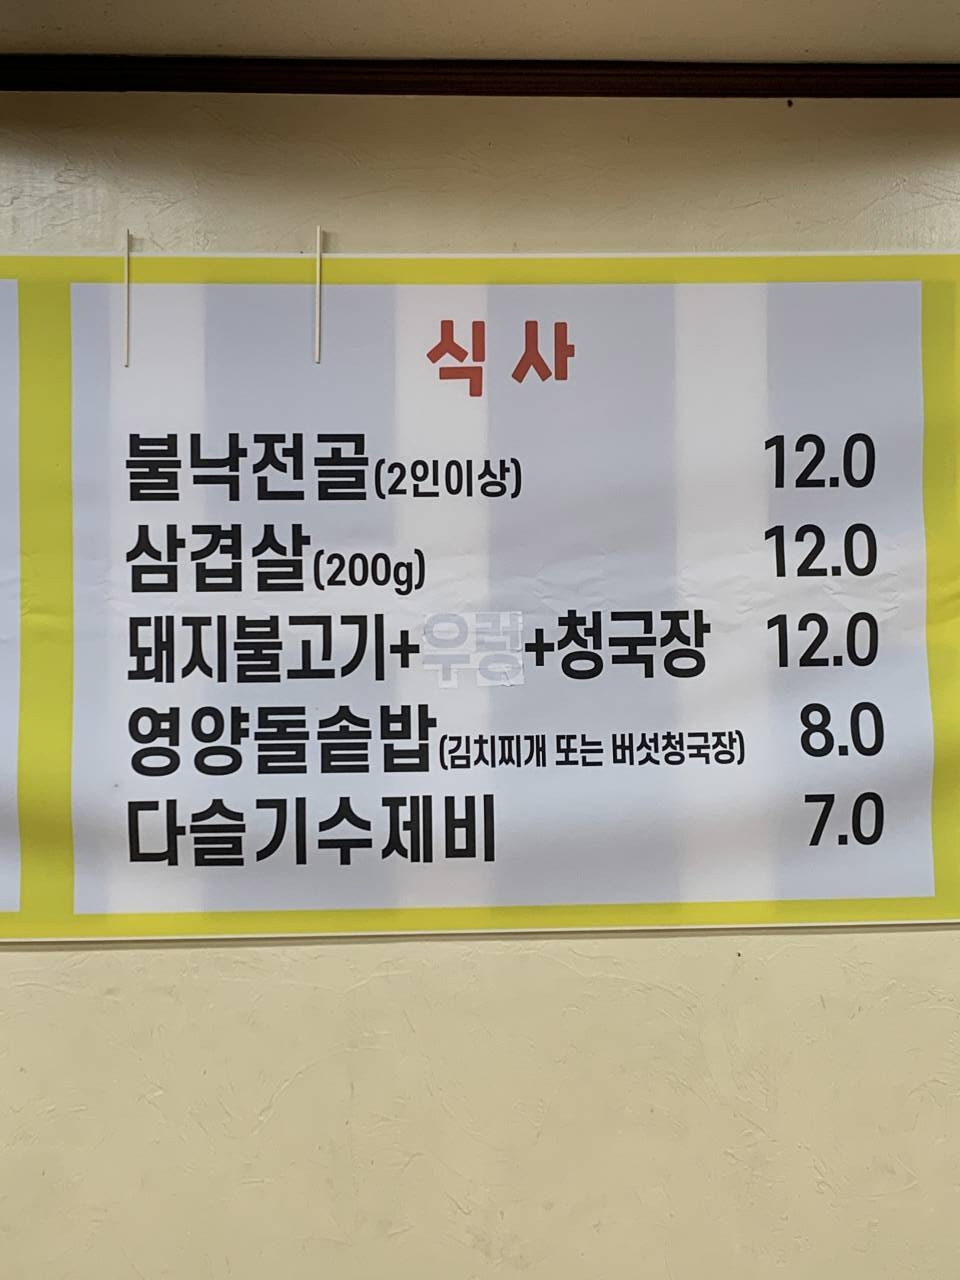 식사
불낙전골(2인이상) 12.0
삼겹살(200g) 12.0
돼지불고기+우렁+청국장 12.0
영양돌솥밥(김치찌개 또는 버섯청국장) 8.0
다슬기수제비 7.0